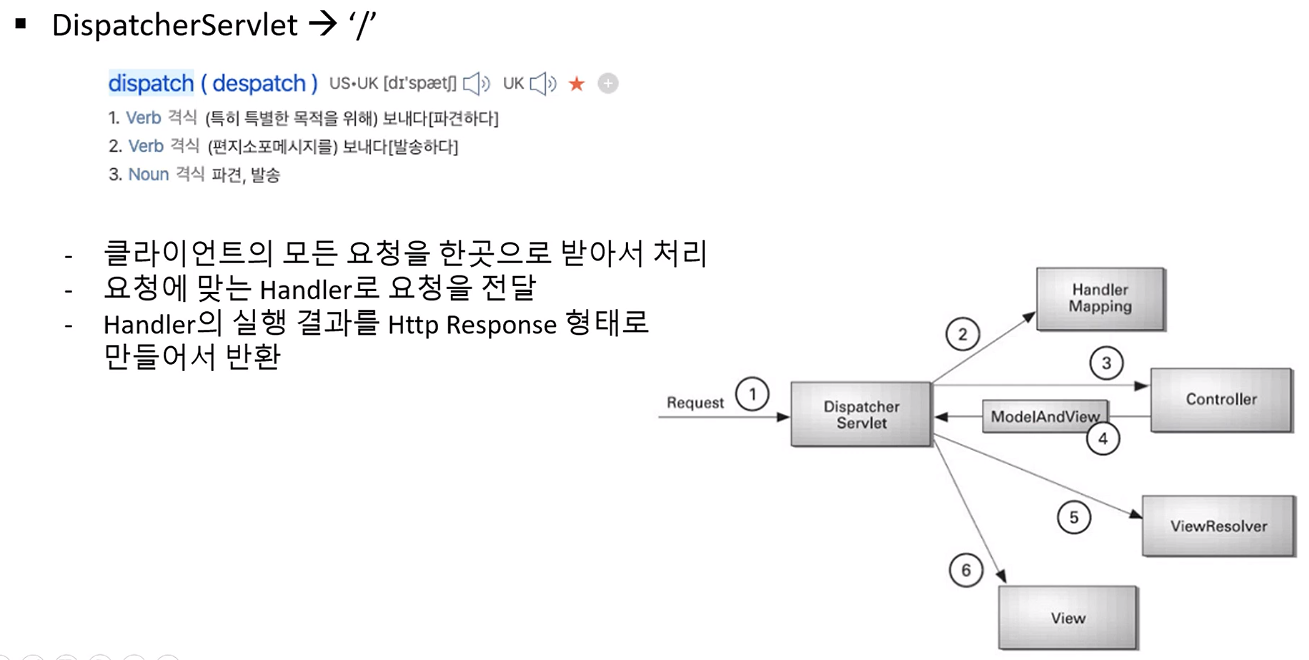 ▪ DispatcherServlet → ‘/’
dispatch ( despatch ) US•UK [dɪ'spætʃ] UK
1. Verb 격식 (특히 특별한 목적을 위해) 보내다[파견하다]
2. Verb 격식 (편지소포메시지를) 보내다[발송하다]
3. Noun 격식 파견, 발송
- 클라이언트의 모든 요청을 한곳으로 받아서 처리
- 요청에 맞는 Handler로 요청을 전달
- Handler의 실행 결과를 Http Response 형태로
만들어서 반환
Request
1
Dispatcher
Servlet
2
Handler
Mapping
3
Controller
ModelAndView
4
5
ViewResolver
6
View